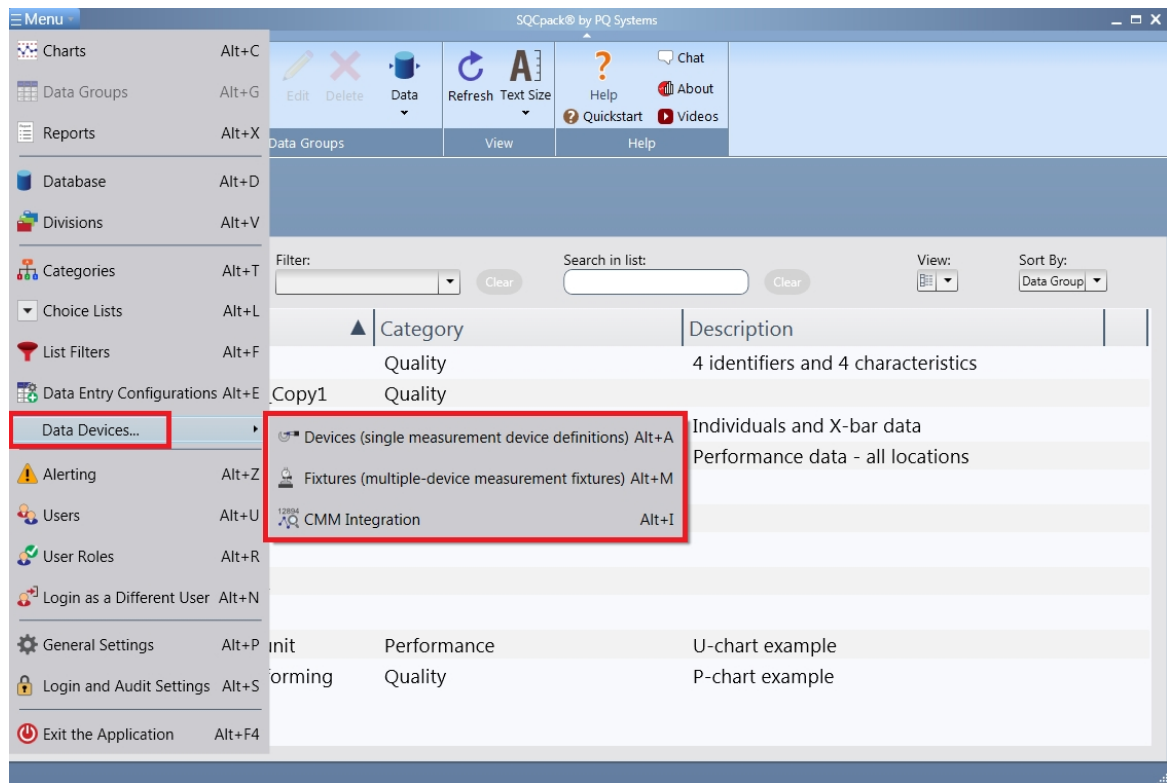 Menu
SQCpack® by PQ Systems
Charts Alt+C
Data Groups Alt+G
Reports Alt+X
Database Alt+D
Divisions Alt+V
Categories Alt+T
Choice Lists Alt+L
List Filters Alt+F
Data Entry Configurations Alt+E
Data Devices...
Alerting Alt+Z
Users Alt+U
User Roles Alt+R
Login as a Different User Alt+N
General Settings Alt+P
Login and Audit Settings Alt+S
Exit the Application Alt+F4
Devices (single measurement device definitions) Alt+A
Fixtures (multiple-device measurement fixtures) Alt+M
12894
CMM Integration Alt+I
Edit
Delete
Data
Data Groups
Refresh
A
Text Size
View
?
Help
? Quickstart
Chat
About
Videos
Help
Filter:
Clear
Search in list:
Clear
View:
Sort By:
Data Group
Category Description
Quality 4 identifiers and 4 characteristics
_Copy1 Quality
Individuals and X-bar data
Performance data - all locations
unit Performance U-chart example
forming Quality P-chart example